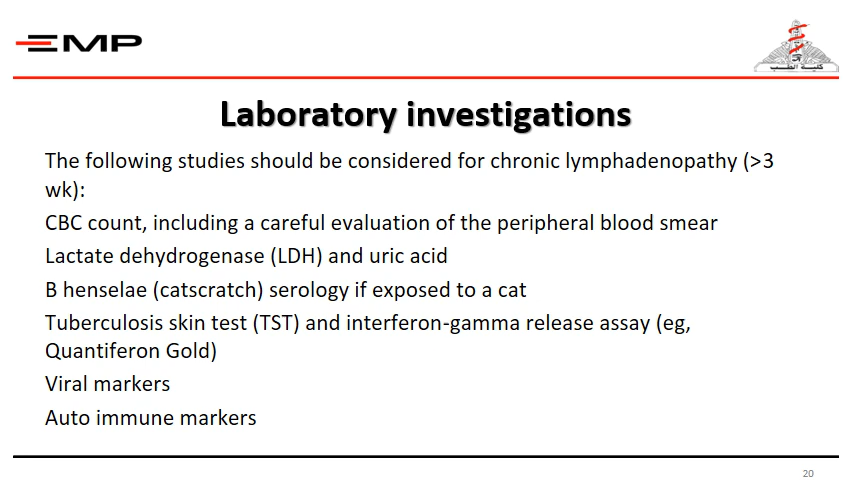 EMP
كلية الطب
Laboratory investigations
The following studies should be considered for chronic lymphadenopathy (>3
wk):
CBC count, including a careful evaluation of the peripheral blood smear
Lactate dehydrogenase (LDH) and uric acid
B henselae (catscratch) serology if exposed to a cat
Tuberculosis skin test (TST) and interferon-gamma release assay (eg,
Quantiferon Gold)
Viral markers
Auto immune markers
20